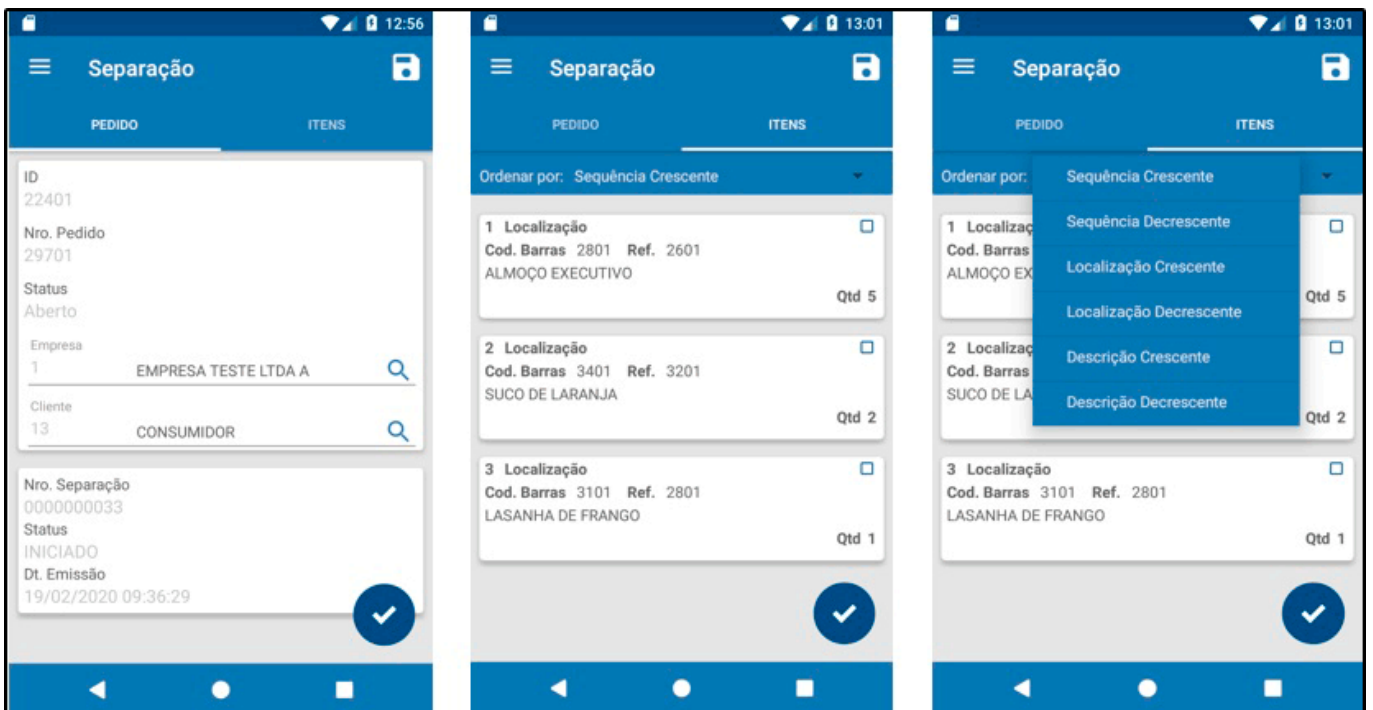 12:56
Separação
PEDIDO ITENS
ID
22401
Nro. Pedido
29701
Status
Aberto
Empresa
1 EMPRESA TESTE LTDA A
Cliente
13 CONSUMIDOR
Nro. Separação
0000000033
Status
INICIADO
Dt. Emissão
19/02/2020 09:36:29
13:01
Separação
PEDIDO ITENS
Ordenar por: Sequência Crescente
1 Localização
Cod. Barras 2801 Ref. 2601
ALMOÇO EXECUTIVO
Qtd 5
2 Localização
Cod. Barras 3401 Ref. 3201
SUCO DE LARANJA
Qtd 2
3 Localização
Cod. Barras 3101 Ref. 2801
LASANHA DE FRANGO
Qtd 1
13:01
Separação
PEDIDO ITENS
Ordenar por:
Sequência Crescente
Sequência Decrescente
Localização Crescente
Localização Decrescente
Descrição Crescente
Descrição Decrescente
1 Localizaç
Cod. Barras
ALMOÇO EX
Qtd 5
2 Localizaç
Cod. Barras
SUCO DE LA
Qtd 2
3 Localização
Cod. Barras 3101 Ref. 2801
LASANHA DE FRANGO
Qtd 1